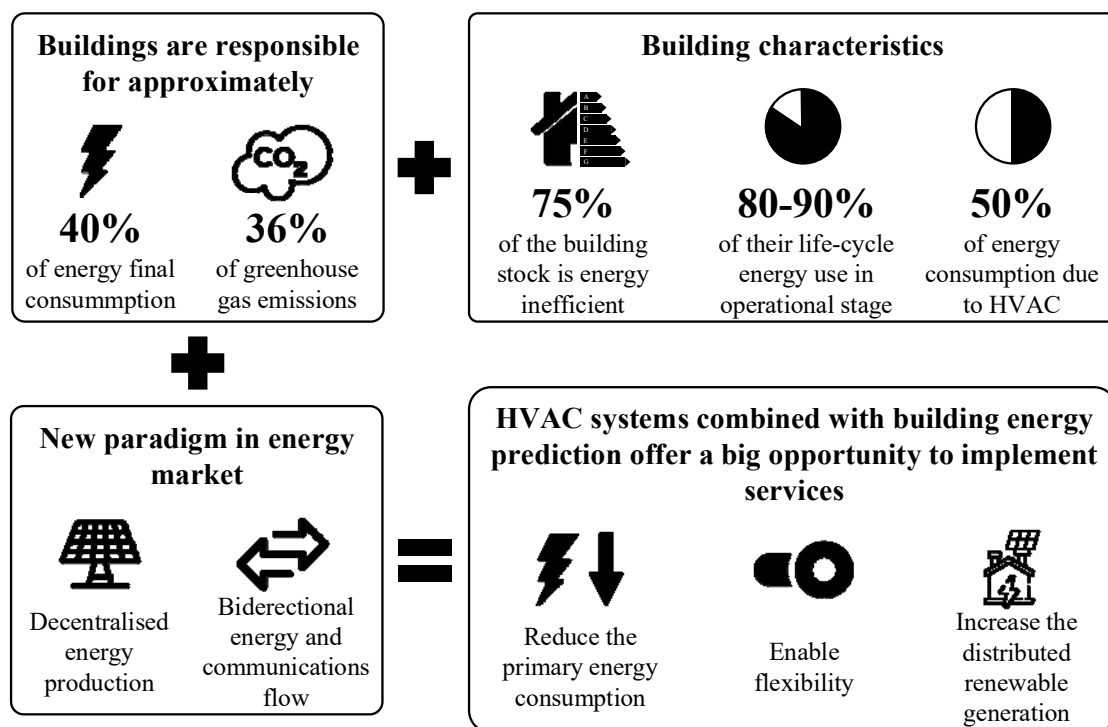 Buildings are responsible
for approximately
CO2
40%
of energy final
consummption
36%
of greenhouse
gas emissions
Building characteristics
A
B
C
D
E
F
G
75%
of the building
stock is energy
inefficient
80-90%
of their life-cycle
energy use in
operational stage
50%
of energy
consumption due
to HVAC
New paradigm in energy
market
Decentralised
energy
production
Biderectional
energy and
communications
flow
HVAC systems combined with building energy
prediction offer a big opportunity to implement
services
Reduce the
primary energy
consumption
Enable
flexibility
Increase the
distributed
renewable
generation